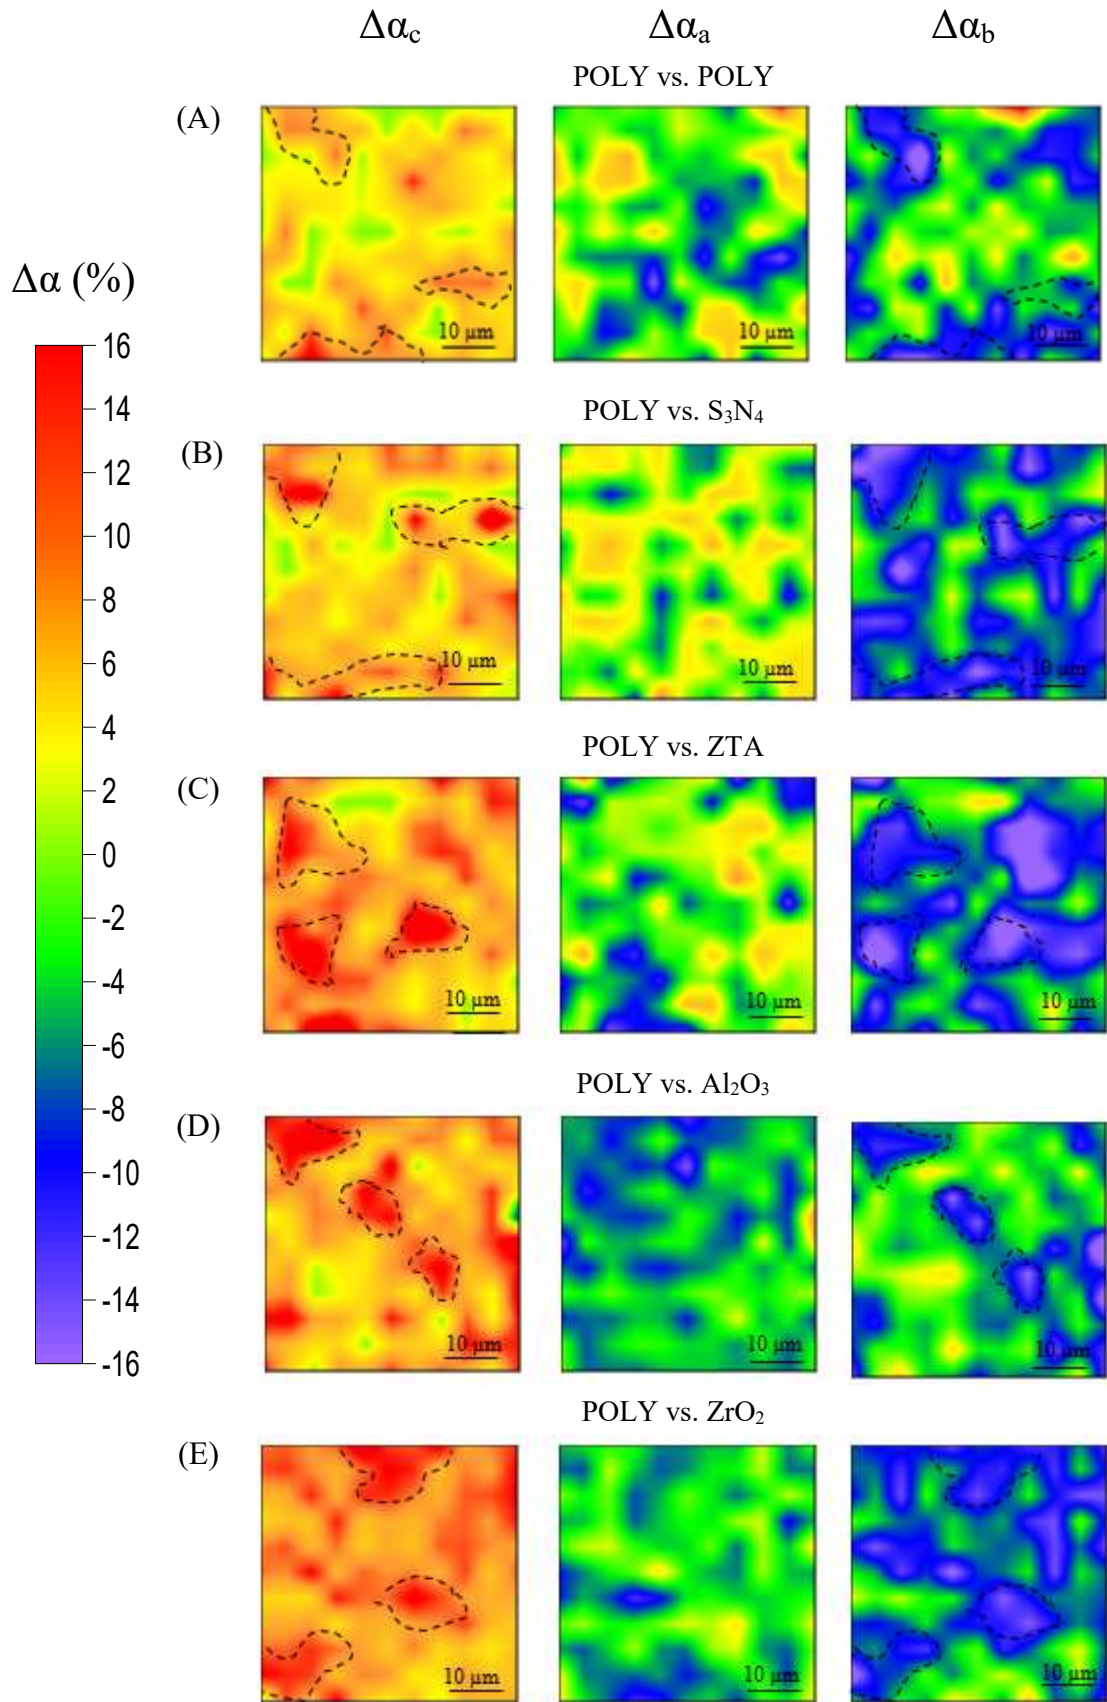 Δαc Δαa Δαb
POLY vs. POLY
(A)
10 µm 10 µm 10 µm
Δα (%)
16
14
12
10
8
6
4
2
0
-2
-4
-6
-8
-10
-12
-14
-16
POLY vs. S3N4
(B)
10 µm 10 µm 10 µm
POLY vs. ZTA
(C)
10 µm 10 µm 10 µm
POLY vs. Al2O3
(D)
10 µm 10 µm 10 µm
POLY vs. ZrO2
(E)
10 µm 10 µm 10 µm